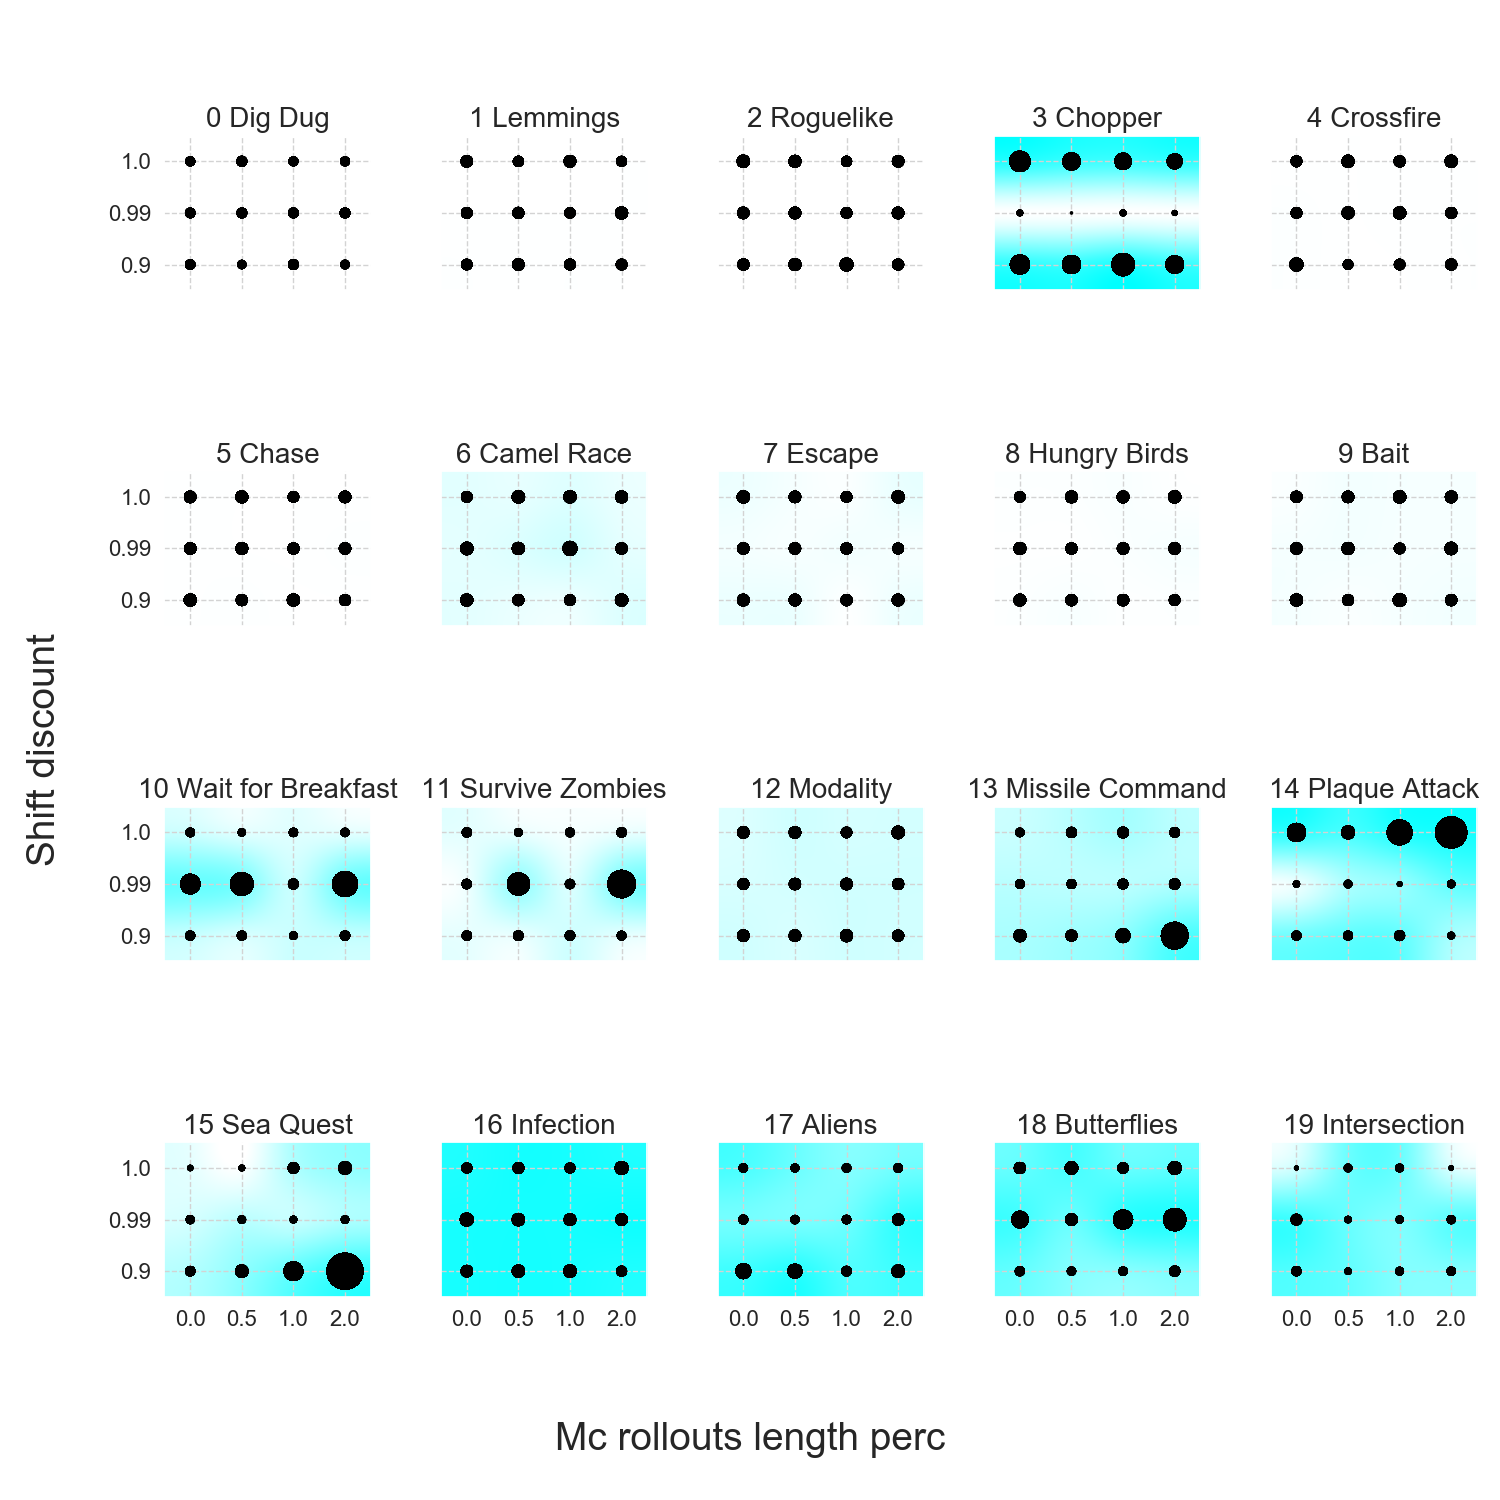 0 Dig Dug 1 Lemmings 2 Roguelike 3 Chopper 4 Crossfire
1.0
0.99
0.9
5 Chase 6 Camel Race 7 Escape 8 Hungry Birds 9 Bait
1.0
0.99
0.9
Shift discount
10 Wait for Breakfast 11 Survive Zombies 12 Modality 13 Missile Command 14 Plaque Attack
1.0
0.99
0.9
15 Sea Quest 16 Infection 17 Aliens 18 Butterflies 19 Intersection
1.0
0.99
0.9
0.0 0.5 1.0 2.0 0.0 0.5 1.0 2.0 0.0 0.5 1.0 2.0 0.0 0.5 1.0 2.0 0.0 0.5 1.0 2.0
Mc rollouts length perc